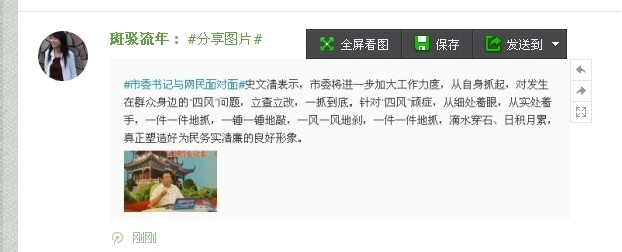 斑驳流年： #分享图片#
全屏看图 保存 发送到
#市委书记与网民面对面#史文清表示，市委将进一步加大工作力度，从自身抓起，对发生
在群众身边的“四风”问题，立查立改，一抓到底。针对“四风”顽症，从细处着眼，从实处着
手，一件一件地抓，一锤一锤地敲，一风一风地刹，一件一件地抓，滴水穿石、日积月累，
真正塑造好为民务实清廉的良好形象。
刚刚